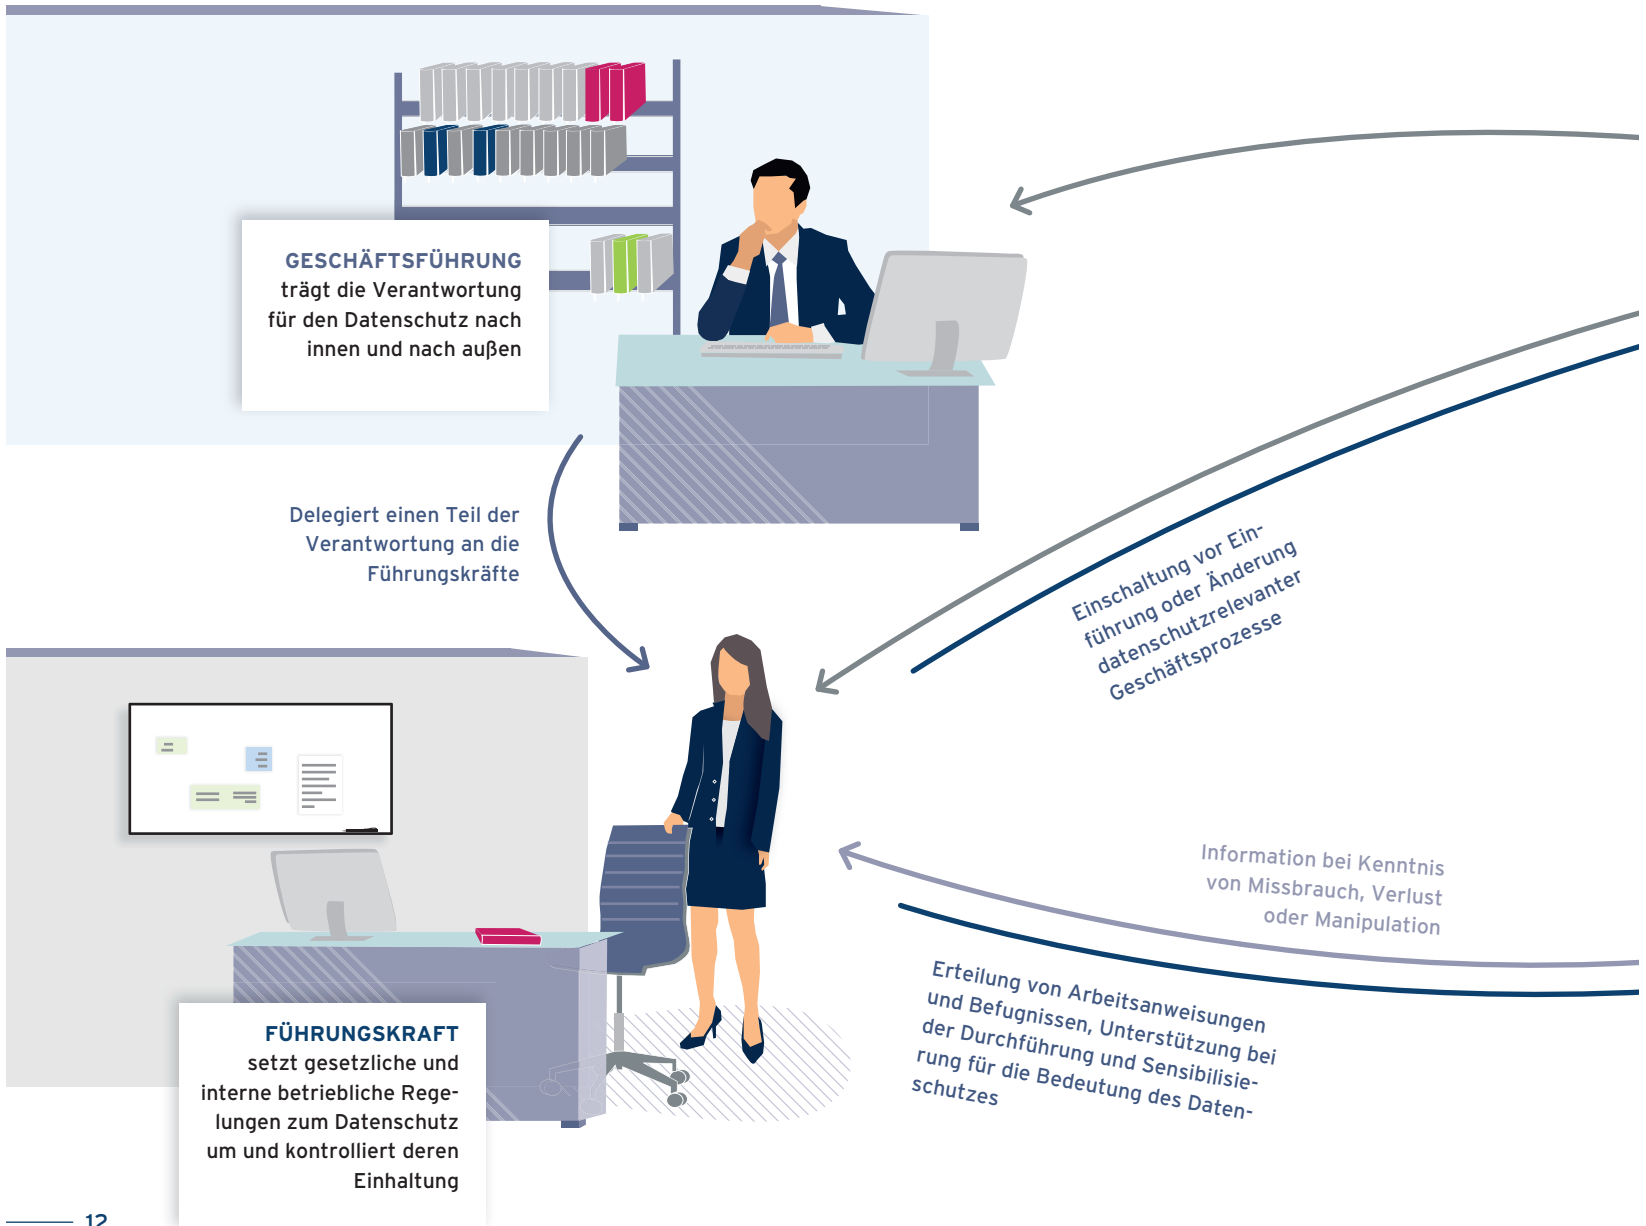 GESCHÄFTSFÜHRUNG
trägt die Verantwortung
für den Datenschutz nach
innen und nach außen
Delegiert einen Teil der
Verantwortung an die
Führungskräfte
Einschaltung vor Ein-
führung oder Änderung
datenschutzrelevanter
Geschäftsprozesse
Information bei Kenntnis
von Missbrauch, Verlust
oder Manipulation
Erteilung von Arbeitsanweisungen
und Befugnissen, Unterstützung bei
der Durchführung und Sensibilisie-
rung für die Bedeutung des Daten-
schutzes
FÜHRUNGSKRAFT
setzt gesetzliche und
interne betriebliche Rege-
lungen zum Datenschutz
um und kontrolliert deren
Einhaltung
12